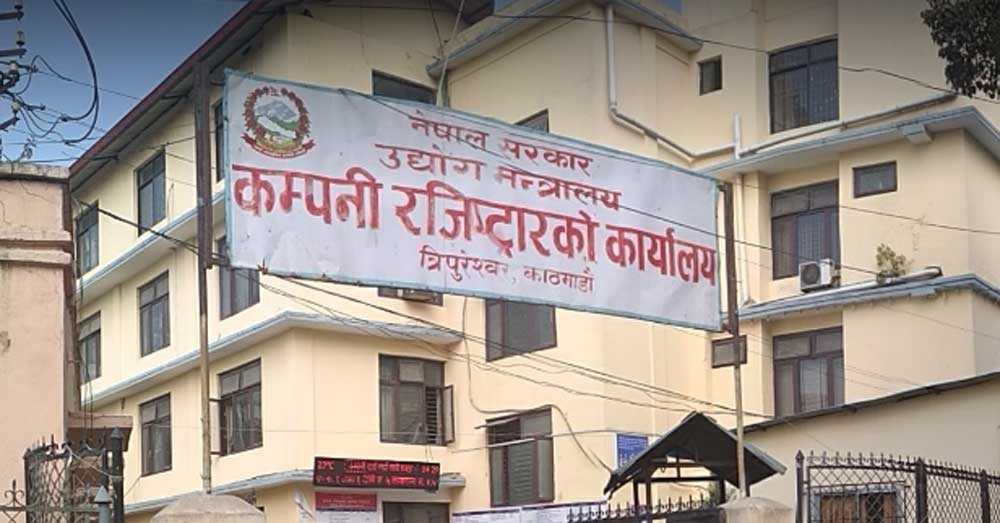 नेपाल सरकार
उद्योग मन्त्रालय
कम्पनी रजिष्ट्रारको कार्यालय
त्रिपुरेश्वर, काठमाडौं